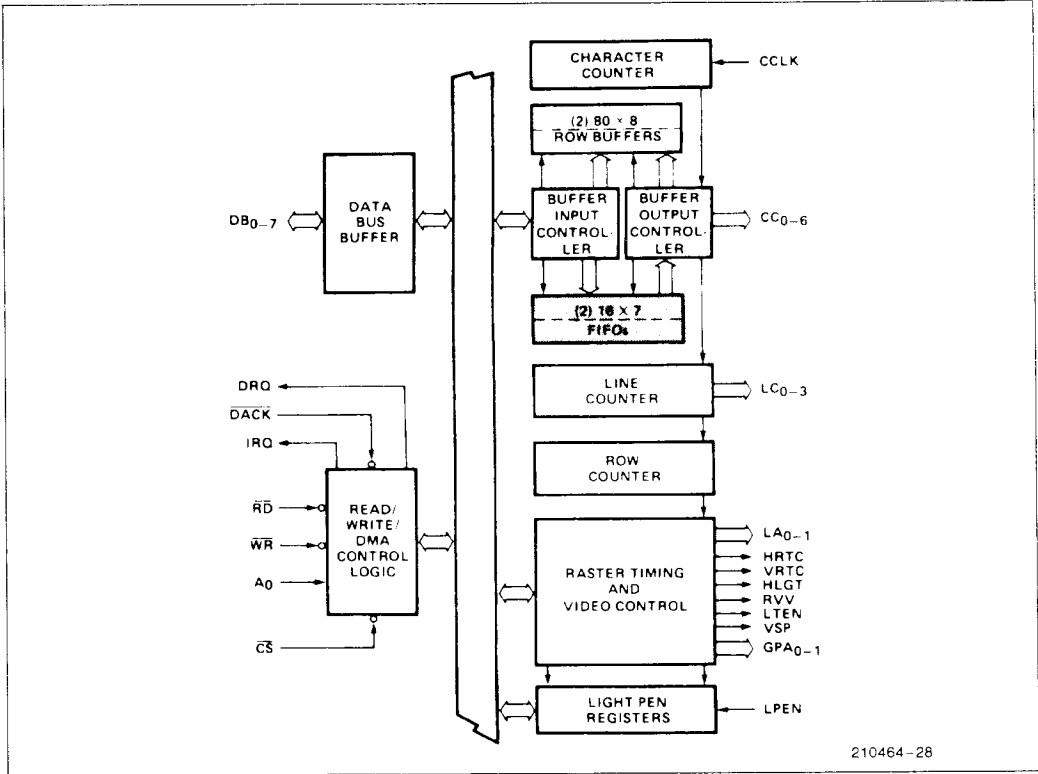 CHARACTER
COUNTER
CCLK
(2) 80 × 8
ROW BUFFERS
DB0-7
DATA
BUS
BUFFER
BUFFER
INPUT
CONTROL-
LER
BUFFER
OUTPUT
CONTROL-
LER
CC0-6
(2) 16 × 7
FIFOs
LINE
COUNTER
LC0-3
ROW
COUNTER
DRQ
DACK
IRQ
RD
WR
A0
CS
READ/
WRITE/
DMA
CONTROL
LOGIC
RASTER TIMING
AND
VIDEO CONTROL
LA0-1
HRTC
VRTC
HLGT
RVV
LTEN
VSP
GPA0-1
LIGHT PEN
REGISTERS
LPEN
210464-28